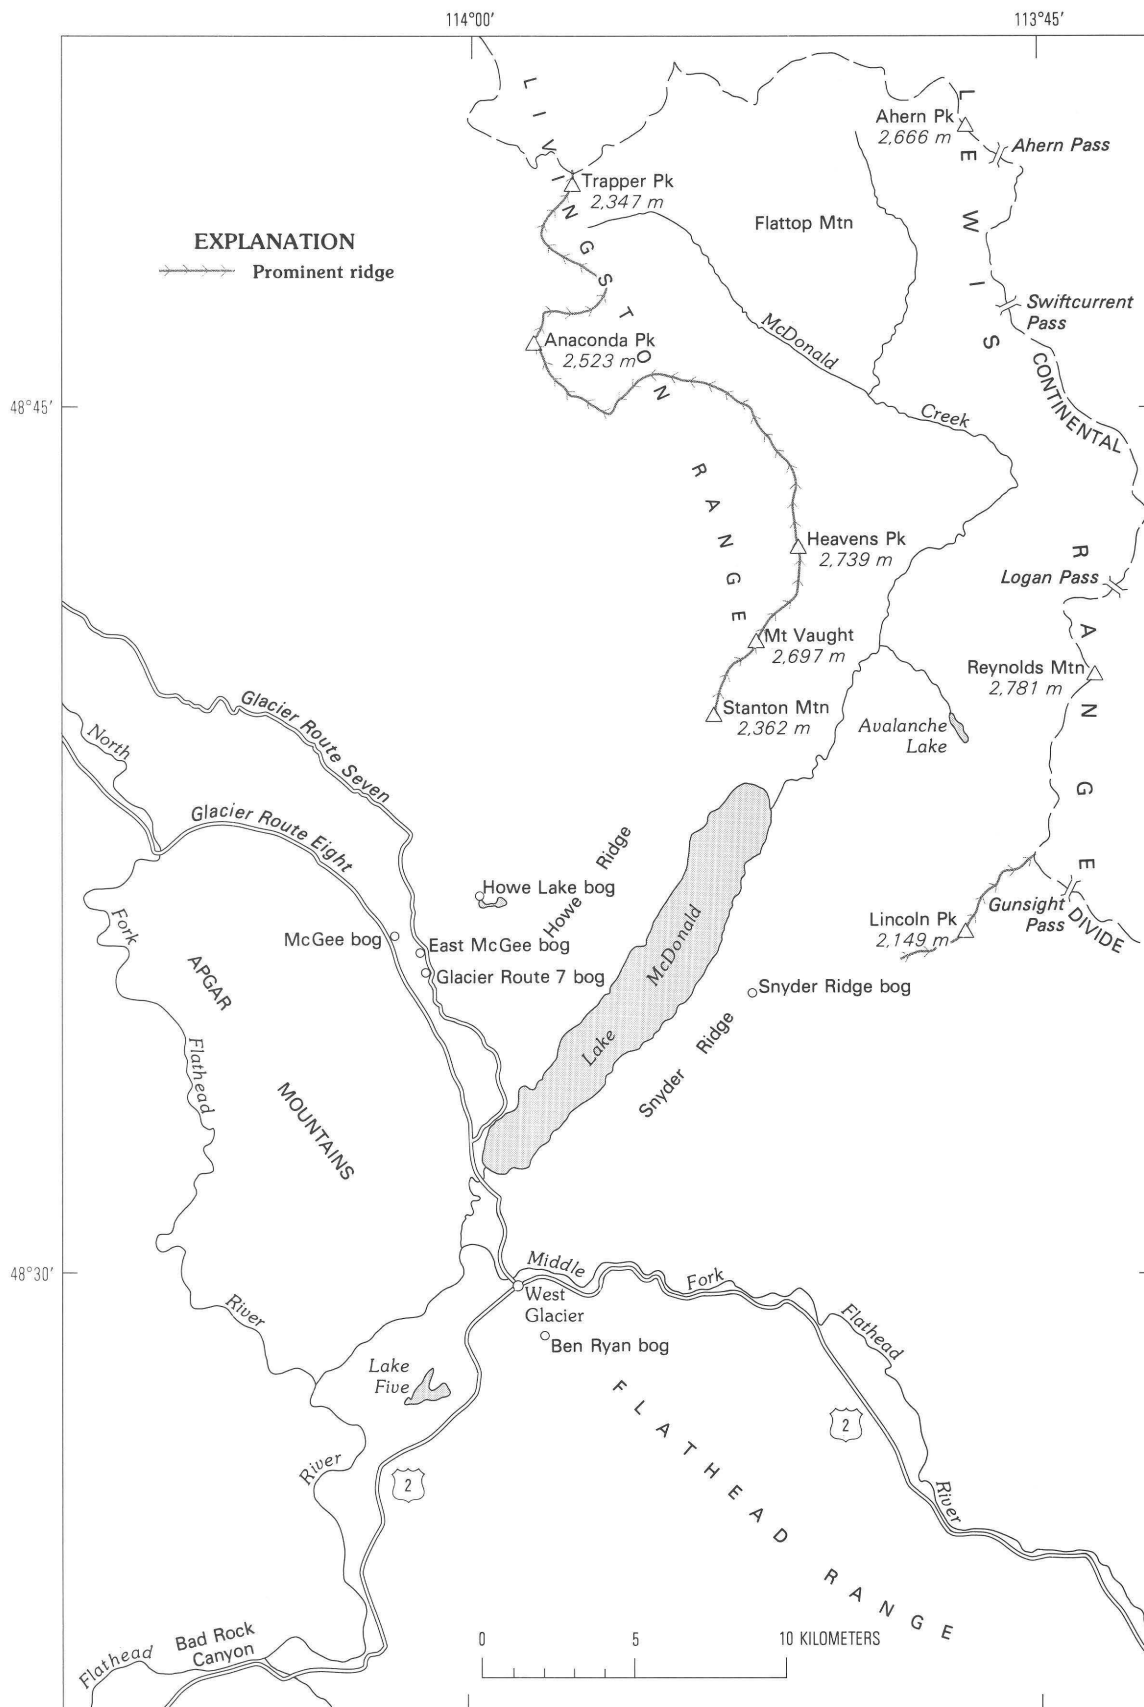 114°00′
113°45′
LIVINGSTON RANGE
LEWIS RANGE
Ahern Pk
2,666 m
Ahern Pass
Trapper Pk
2,347 m
Flattop Mtn
EXPLANATION
Prominent ridge
Swiftcurrent
Pass
McDonald
Creek
Anaconda Pk
2,523 m
CONTINENTAL
DIVIDE
48°45′
Heavens Pk
2,739 m
Logan Pass
Mt Vaught
2,697 m
Reynolds Mtn
2,781 m
Stanton Mtn
2,362 m
Avalanche
Lake
Glacier Route Seven
North
Fork
Flathead
River
Glacier Route Eight
Howe Ridge
Howe Lake bog
McGee bog
East McGee bog
Glacier Route 7 bog
Lake McDonald
Lincoln Pk
2,149 m
Gunsight
Pass
Snyder Ridge bog
Snyder Ridge
APGAR
MOUNTAINS
48°30′
Middle
Fork
Flathead
River
West
Glacier
Ben Ryan bog
Lake
Five
FLATHEAD RANGE
2
2
River
Flathead
Bad Rock
Canyon
0 5 10 KILOMETERS